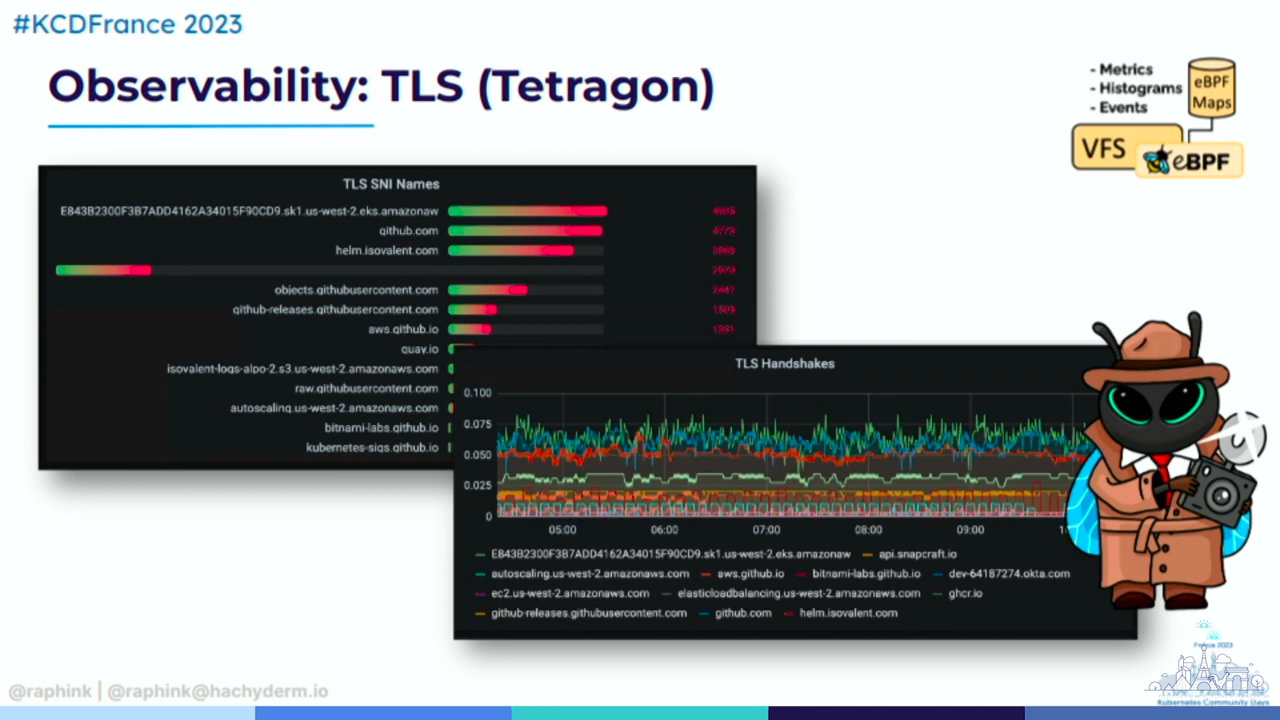 #KCDFrance 2023
Observability: TLS (Tetragon)
- Metrics
- Histograms
- Events
eBPF
Maps
VFS
eBPF
TLS SNI Names
E843B2300F3B7ADD4162A34015F90CD9.sk1.us-west-2.eks.amazonaw
github.com
helm.isovalent.com
objects.githubusercontent.com
github-releases.githubusercontent.com
aws.github.io
quay.io
isovalent-logs-alpo-2.s3.us-west-2.amazonaws.com
raw.githubusercontent.com
autoscaling.us-west-2.amazonaws.com
bitnami-labs.github.io
kubernetes-sigs.github.io
TLS Handshakes
0.100
0.075
0.050
0.025
0
05:00 06:00 07:00 08:00 09:00
E843B2300F3B7ADD4162A34015F90CD9.sk1.us-west-2.eks.amazonaw api.snapcraft.io
autoscaling.us-west-2.amazonaws.com aws.github.io bitnami-labs.github.io dev-64187274.okta.com
ec2.us-west-2.amazonaws.com elasticloadbalancing.us-west-2.amazonaws.com ghcr.io
github-releases.githubusercontent.com github.com helm.isovalent.com
@raphink | @raphink@hachyderm.io
France 2023
Kubernetes Community Days